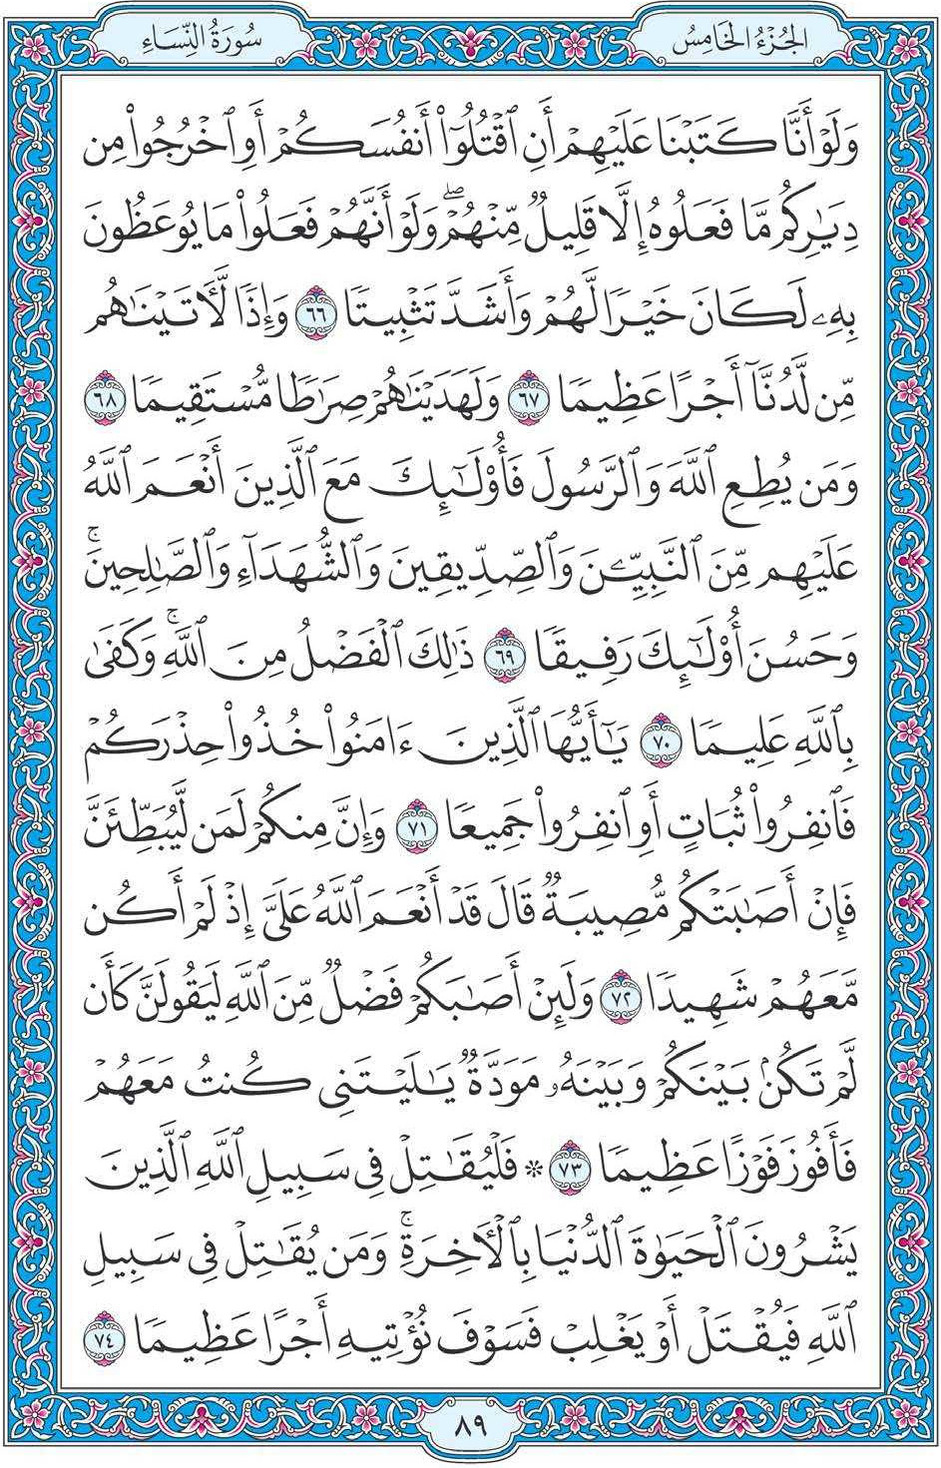 الجُزْءُ الخَامِسُ
سُورَةُ النِّسَاءِ
وَلَوْ أَنَّا كَتَبْنَا عَلَيْهِمْ أَنِ ٱقْتُلُوٓا۟ أَنفُسَكُمْ أَوِ ٱخْرُجُوا۟ مِن
دِيَـٰرِكُم مَّا فَعَلُوهُ إِلَّا قَلِيلٌ مِّنْهُمْ ۖ وَلَوْ أَنَّهُمْ فَعَلُوا۟ مَا يُوعَظُونَ
بِهِۦ لَكَانَ خَيْرًا لَّهُمْ وَأَشَدَّ تَثْبِيتًا ٦٦ وَإِذًا لَّـَٔاتَيْنَـٰهُم
مِّن لَّدُنَّآ أَجْرًا عَظِيمًا ٦٧ وَلَهَدَيْنَـٰهُمْ صِرَٰطًا مُّسْتَقِيمًا ٦٨
وَمَن يُطِعِ ٱللَّهَ وَٱلرَّسُولَ فَأُو۟لَـٰٓئِكَ مَعَ ٱلَّذِينَ أَنْعَمَ ٱللَّهُ
عَلَيْهِم مِّنَ ٱلنَّبِيِّـۧنَ وَٱلصِّدِّيقِينَ وَٱلشُّهَدَآءِ وَٱلصَّـٰلِحِينَ ۚ
وَحَسُنَ أُو۟لَـٰٓئِكَ رَفِيقًا ٦٩ ذَٰلِكَ ٱلْفَضْلُ مِنَ ٱللَّهِ ۚ وَكَفَىٰ
بِٱللَّهِ عَلِيمًا ٧٠ يَـٰٓأَيُّهَا ٱلَّذِينَ ءَامَنُوا۟ خُذُوا۟ حِذْرَكُمْ
فَٱنفِرُوا۟ ثُبَاتٍ أَوِ ٱنفِرُوا۟ جَمِيعًا ٧١ وَإِنَّ مِنكُمْ لَمَن لَّيُبَطِّئَنَّ
فَإِنْ أَصَـٰبَتْكُم مُّصِيبَةٌ قَالَ قَدْ أَنْعَمَ ٱللَّهُ عَلَىَّ إِذْ لَمْ أَكُن
مَّعَهُمْ شَهِيدًا ٧٢ وَلَئِنْ أَصَـٰبَكُمْ فَضْلٌ مِّنَ ٱللَّهِ لَيَقُولَنَّ كَأَن
لَّمْ تَكُنۢ بَيْنَكُمْ وَبَيْنَهُۥ مَوَدَّةٌ يَـٰلَيْتَنِى كُنتُ مَعَهُمْ
فَأَفُوزَ فَوْزًا عَظِيمًا ٧٣ * فَلْيُقَـٰتِلْ فِى سَبِيلِ ٱللَّهِ ٱلَّذِينَ
يَشْرُونَ ٱلْحَيَوٰةَ ٱلدُّنْيَا بِٱلْـَٔاخِرَةِ ۚ وَمَن يُقَـٰتِلْ فِى سَبِيلِ
ٱللَّهِ فَيُقْتَلْ أَوْ يَغْلِبْ فَسَوْفَ نُؤْتِيهِ أَجْرًا عَظِيمًا ٧٤
٨٩